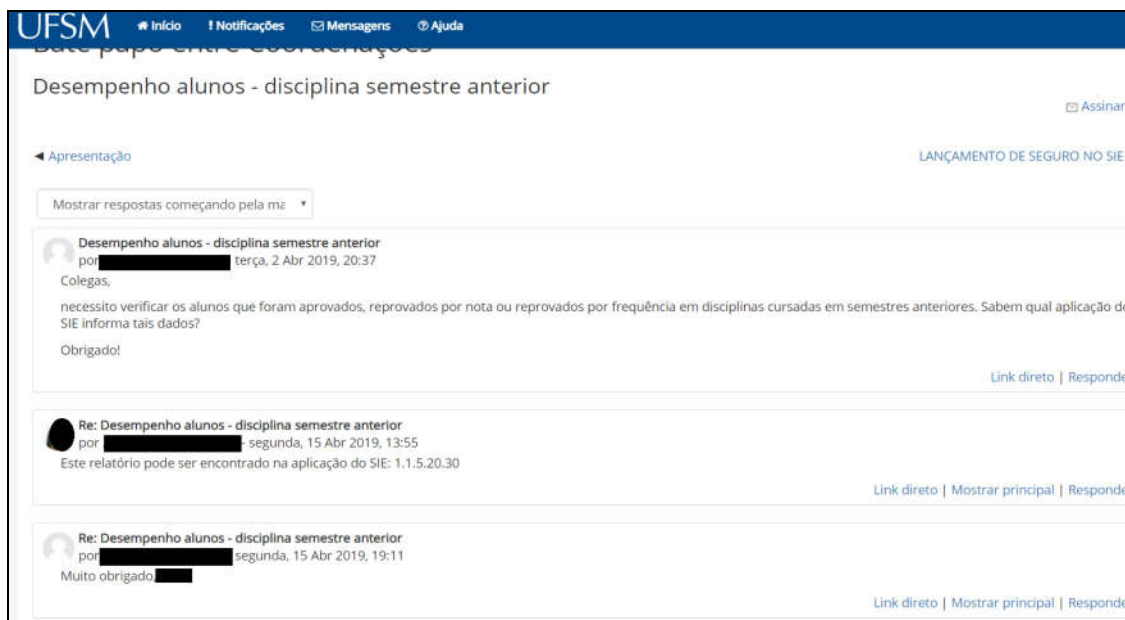 UFSM Início Notificações Mensagens Ajuda
Bate papo entre Coordenações
Desempenho alunos - disciplina semestre anterior
Assinar
◄ Apresentação LANÇAMENTO DE SEGURO NO SIE
Mostrar respostas começando pela ma
Desempenho alunos - disciplina semestre anterior
por terça, 2 Abr 2019, 20:37
Colegas,
necessito verificar os alunos que foram aprovados, reprovados por nota ou reprovados por frequência em disciplinas cursadas em semestres anteriores. Sabem qual aplicação d
SIE informa tais dados?
Obrigado!
Link direto | Responde
Re: Desempenho alunos - disciplina semestre anterior
por - segunda, 15 Abr 2019, 13:55
Este relatório pode ser encontrado na aplicação do SIE: 1.1.5.20.30
Link direto | Mostrar principal | Responde
Re: Desempenho alunos - disciplina semestre anterior
por segunda, 15 Abr 2019, 19:11
Muito obrigado,
Link direto | Mostrar principal | Responde